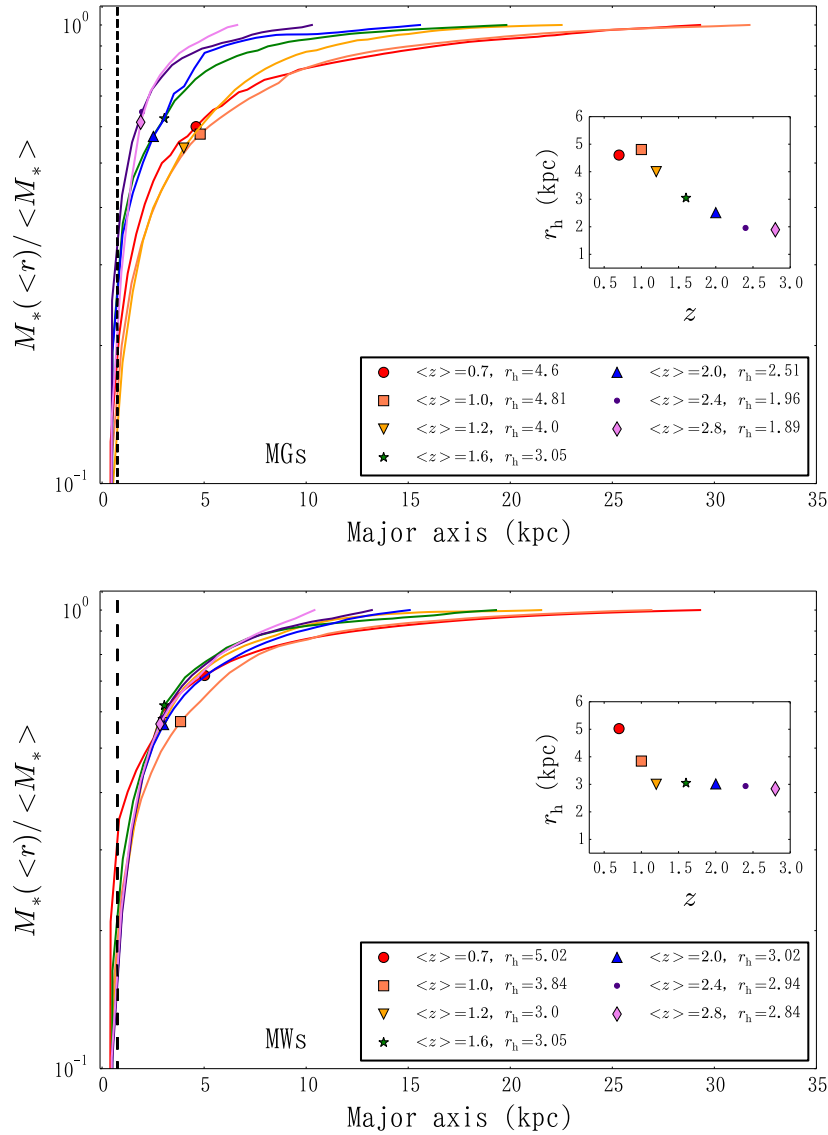 10⁰
10⁻¹
M_*(<r)/<M_*>
0 5 10 15 20 25 30 35
Major axis (kpc)
MGs
6
5
4
3
2
1
r_h (kpc)
0.5 1.0 1.5 2.0 2.5 3.0
z
<z>=0.7, r_h=4.6
<z>=1.0, r_h=4.81
<z>=1.2, r_h=4.0
<z>=1.6, r_h=3.05
<z>=2.0, r_h=2.51
<z>=2.4, r_h=1.96
<z>=2.8, r_h=1.89
10⁰
10⁻¹
M_*(<r)/<M_*>
0 5 10 15 20 25 30 35
Major axis (kpc)
MWs
6
5
4
3
2
1
r_h (kpc)
0.5 1.0 1.5 2.0 2.5 3.0
z
<z>=0.7, r_h=5.02
<z>=1.0, r_h=3.84
<z>=1.2, r_h=3.0
<z>=1.6, r_h=3.05
<z>=2.0, r_h=3.02
<z>=2.4, r_h=2.94
<z>=2.8, r_h=2.84